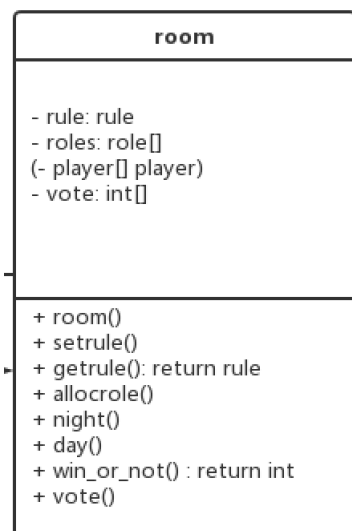 room
- rule: rule
- roles: role[]
(- player[] player)
- vote: int[]
+ room()
+ setrule()
+ getrule(): return rule
+ allocrole()
+ night()
+ day()
+ win_or_not() : return int
+ vote()